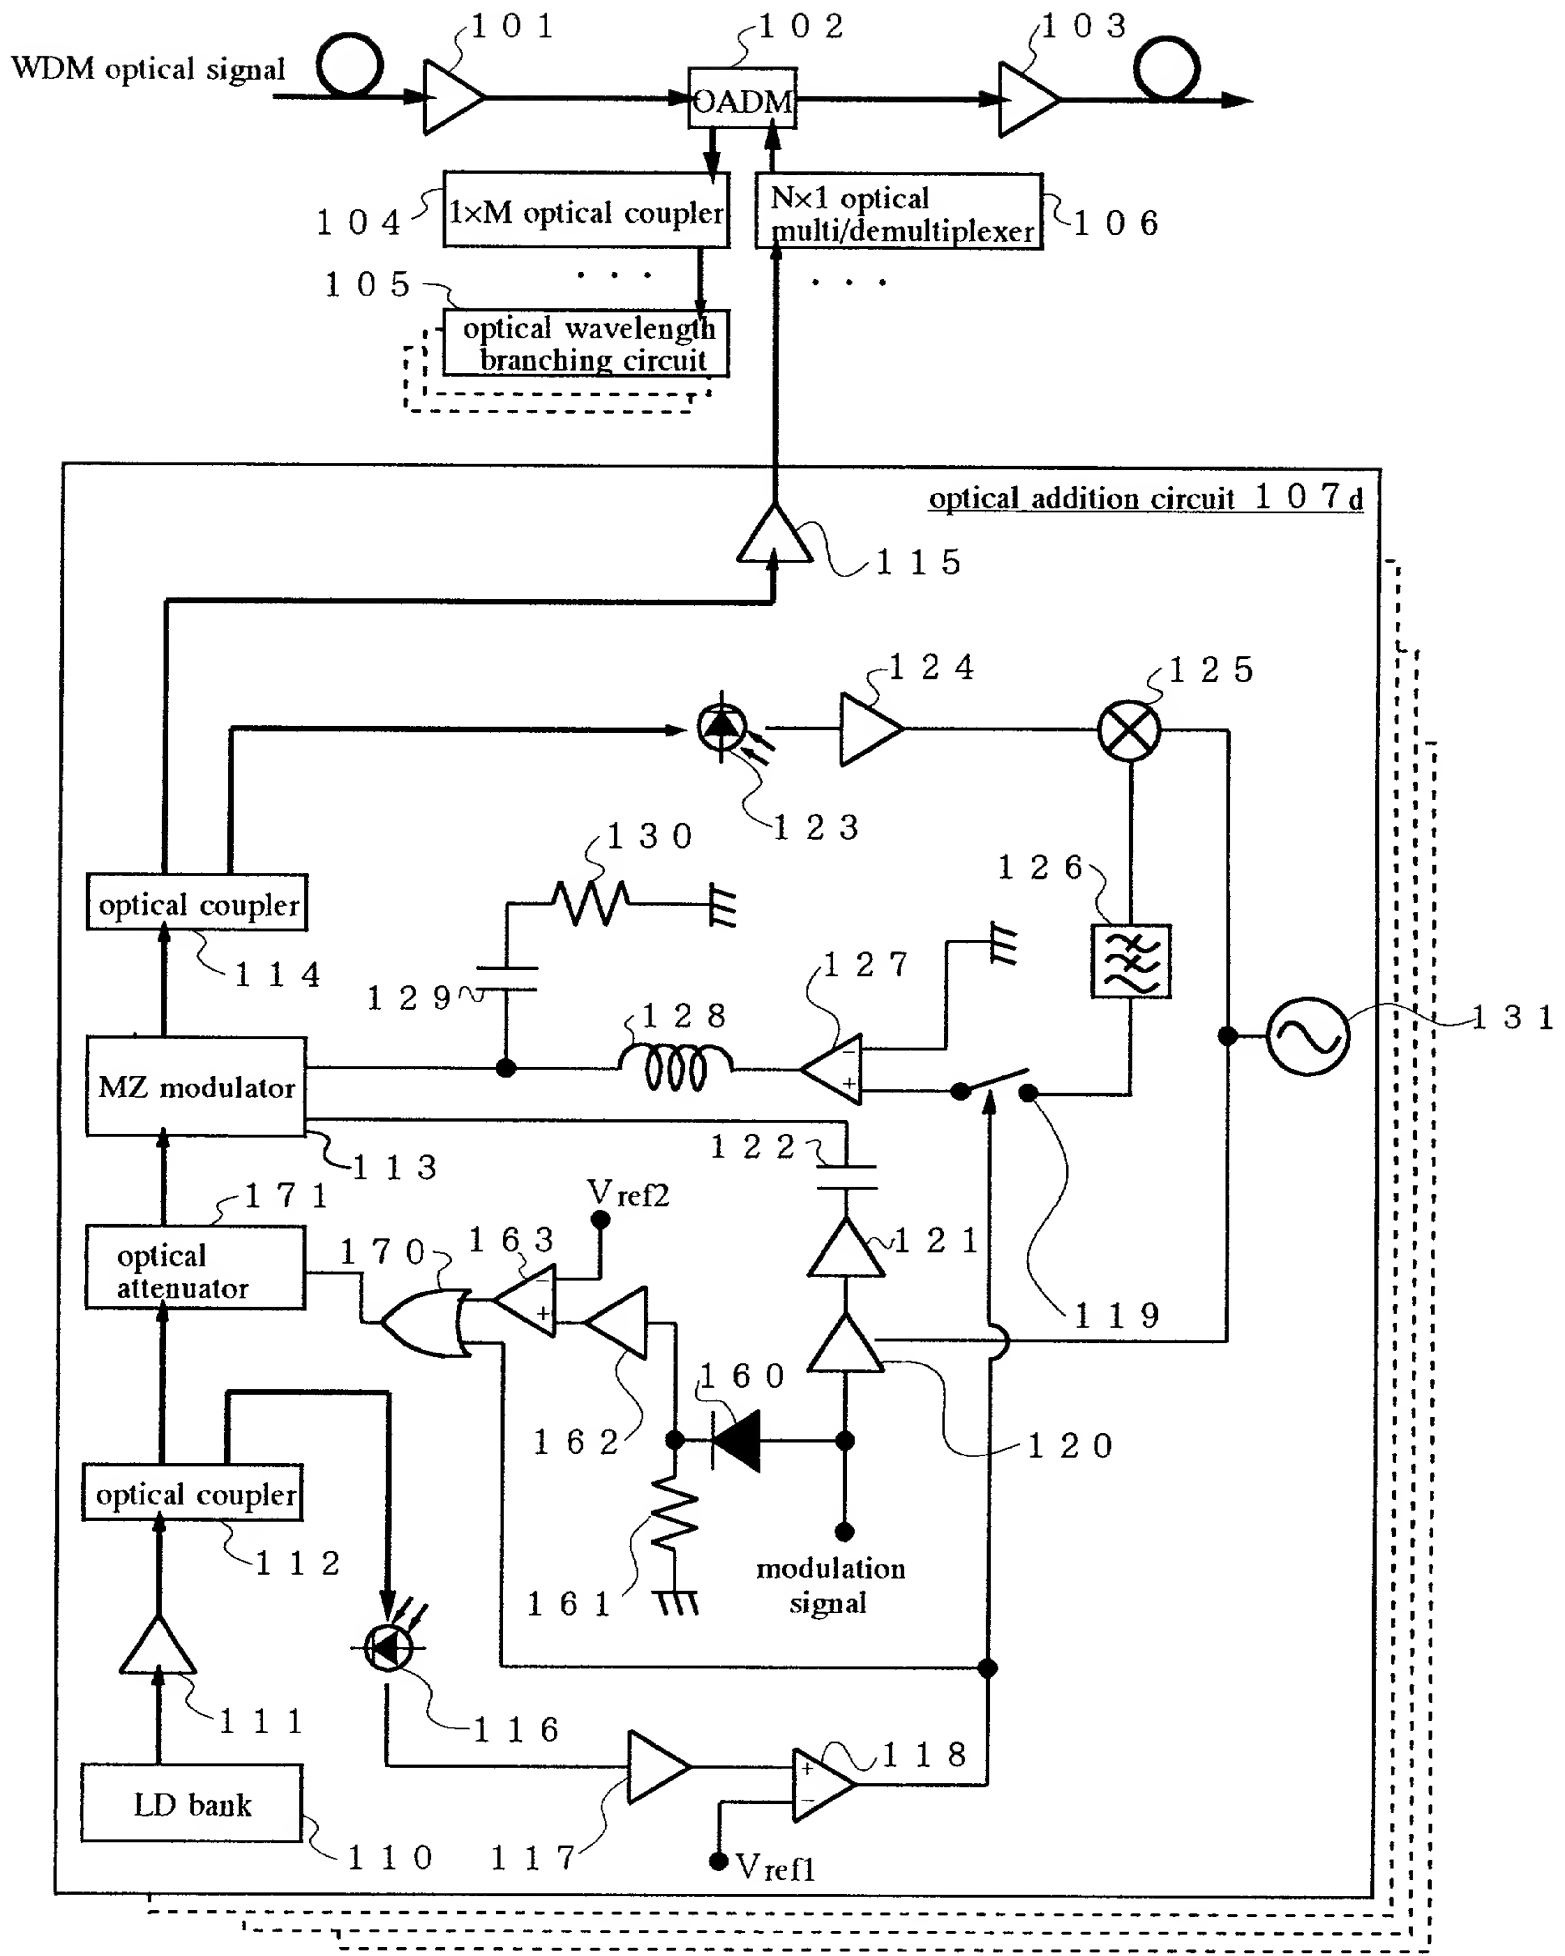 101
102
103
WDM optical signal
OADM
104
1×M optical coupler
N×1 optical
multi/demultiplexer
106
. . .
. . .
105
optical wavelength
branching circuit
optical addition circuit 107d
115
124
125
123
130
126
optical coupler
114
129
128
127
131
MZ modulator
−
+
113
122
171
Vref2
optical
attenuator
170
163
−
+
121
119
162
160
120
optical coupler
112
161
modulation
signal
111
116
118
+
−
LD bank
110
117
Vref1